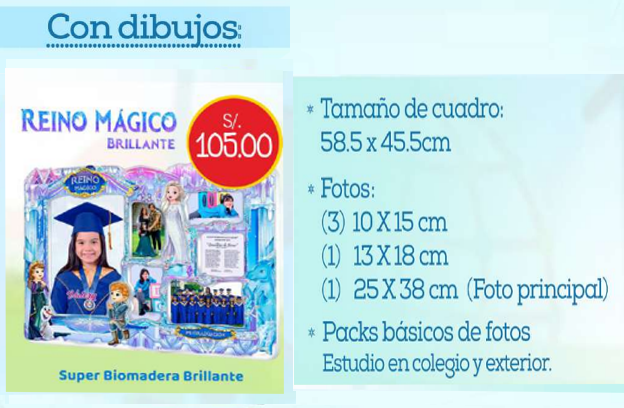 Con dibujos:
REINO MÁGICO
BRILLANTE
S/.
105.00
REINO
MÁGICO
Super Biomadera Brillante
* Tamaño de cuadro:
58.5 x 45.5cm
* Fotos:
(3) 10 X 15 cm
(1) 13 X 18 cm
(1) 25 X 38 cm (Foto principal)
* Packs básicos de fotos
Estudio en colegio y exterior.